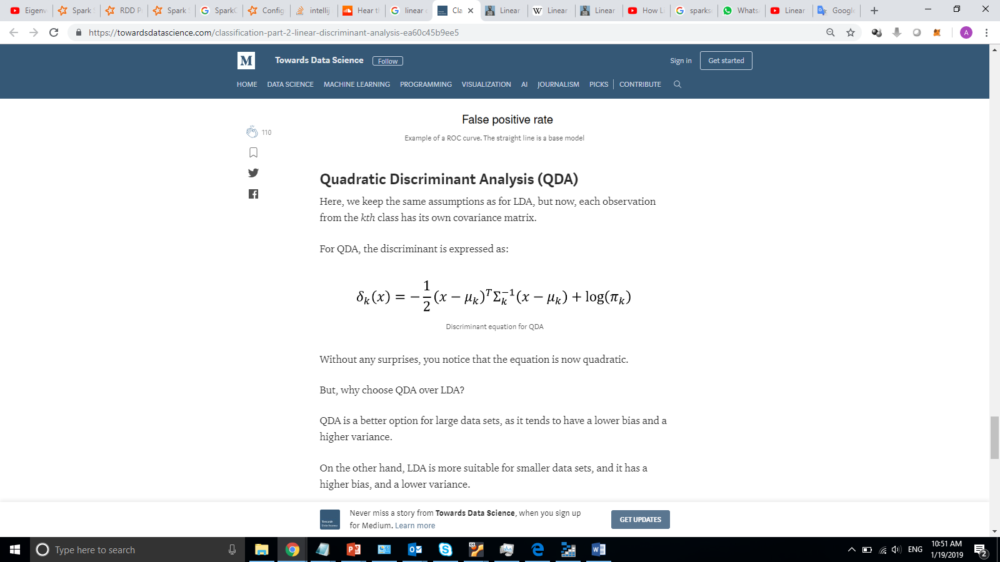 Eigenv
Spark
RDD P
Spark
SparkC
Config
intellij
Hear t
linear
Cla
Linear
Linear
Linear
How Li
sparks
Whats
Linear
Google
https://towardsdatascience.com/classification-part-2-linear-discriminant-analysis-ea60c45b9ee5
A
M
Towards Data Science
Follow
Sign in
Get started
HOME
DATA SCIENCE
MACHINE LEARNING
PROGRAMMING
VISUALIZATION
AI
JOURNALISM
PICKS
CONTRIBUTE
False positive rate
110
Example of a ROC curve. The straight line is a base model
Quadratic Discriminant Analysis (QDA)
Here, we keep the same assumptions as for LDA, but now, each observation
from the kth class has its own covariance matrix.
For QDA, the discriminant is expressed as:
δₖ(x) = −1/2 (x − μₖ)ᵀ Σₖ⁻¹ (x − μₖ) + log(πₖ)
Discriminant equation for QDA
Without any surprises, you notice that the equation is now quadratic.
But, why choose QDA over LDA?
QDA is a better option for large data sets, as it tends to have a lower bias and a
higher variance.
On the other hand, LDA is more suitable for smaller data sets, and it has a
higher bias, and a lower variance.
Never miss a story from Towards Data Science, when you sign up
for Medium. Learn more
GET UPDATES
Type here to search
ENG
10:51 AM
1/19/2019
2